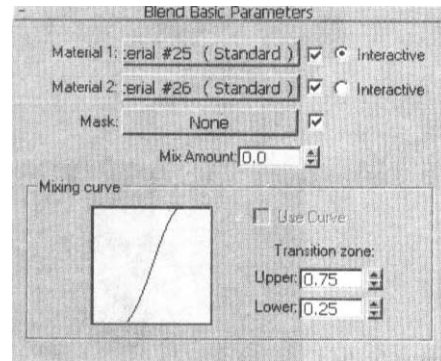 - Blend Basic Parameters
Material 1: :erial #25 ( Standard ) Interactive
Material 2: :erial #26 ( Standard ) Interactive
Mask: None
Mix Amount: 0.0
Mixing curve
Use Curve
Transition zone:
Upper: 0.75
Lower: 0.25